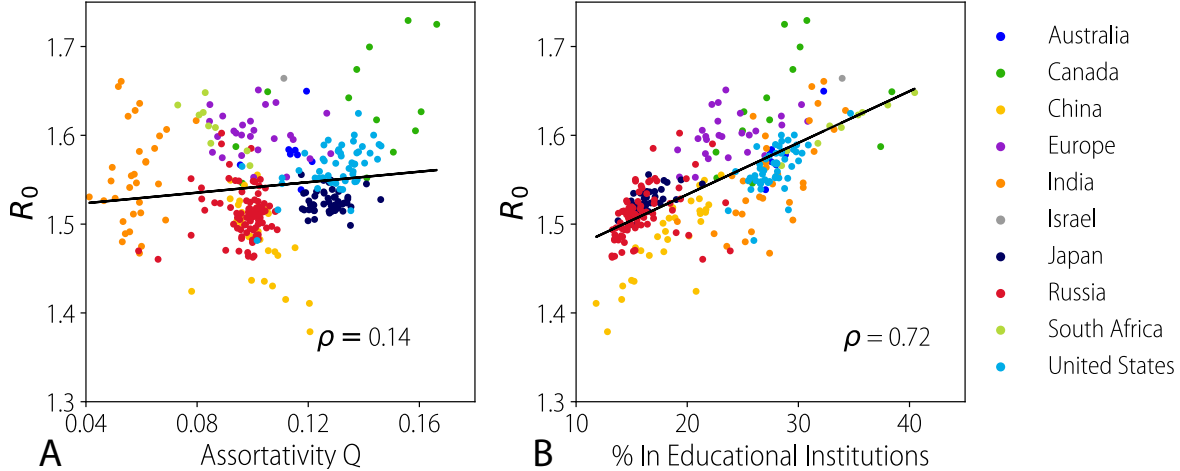 1.7
1.6
1.5
1.4
1.3
R0
0.04
0.08
0.12
0.16
ρ = 0.14
A
Assortativity Q
1.7
1.6
1.5
1.4
1.3
R0
10
20
30
40
ρ = 0.72
B
% In Educational Institutions
Australia
Canada
China
Europe
India
Israel
Japan
Russia
South Africa
United States